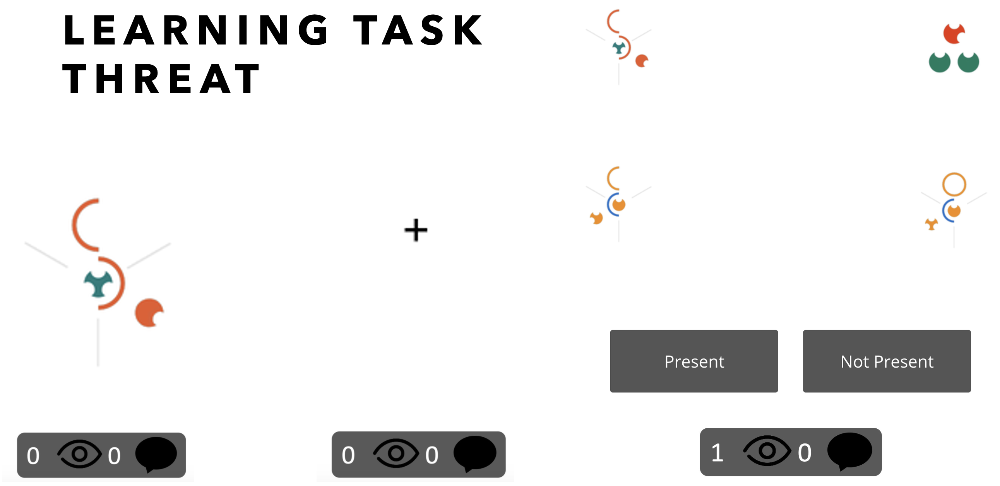 LEARNING TASK
THREAT
+
Present
Not Present
0 0
0 0
1 0